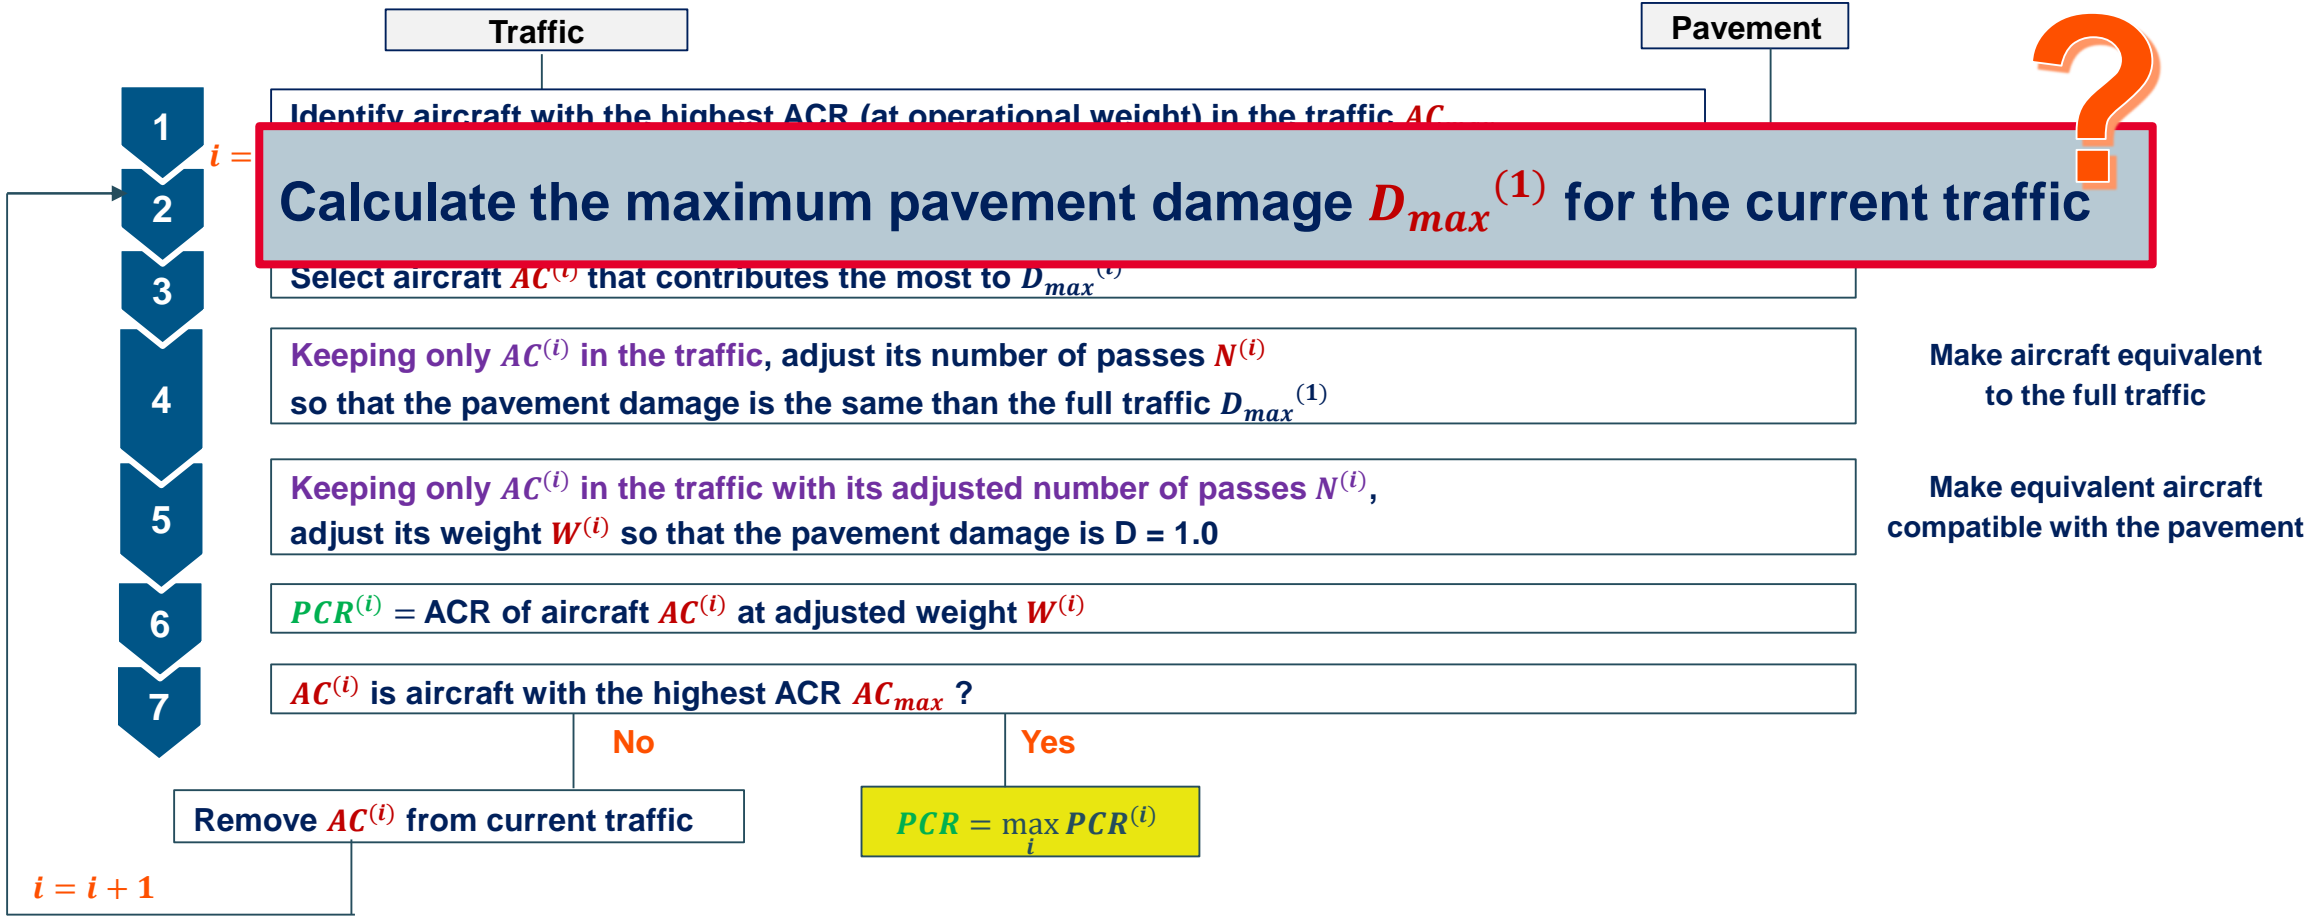 Traffic
Pavement
?
1
Identify aircraft with the highest ACR (at operational weight) in the traffic AC
i =
2
Calculate the maximum pavement damage D_max^(1) for the current traffic
3
Select aircraft AC^(i) that contributes the most to D_max^(i)
4
Keeping only AC^(i) in the traffic, adjust its number of passes N^(i)
so that the pavement damage is the same than the full traffic D_max^(1)
Make aircraft equivalent
to the full traffic
5
Keeping only AC^(i) in the traffic with its adjusted number of passes N^(i),
adjust its weight W^(i) so that the pavement damage is D = 1.0
Make equivalent aircraft
compatible with the pavement
6
PCR^(i) = ACR of aircraft AC^(i) at adjusted weight W^(i)
7
AC^(i) is aircraft with the highest ACR AC_max ?
No
Yes
Remove AC^(i) from current traffic
PCR = max_i PCR^(i)
i = i + 1